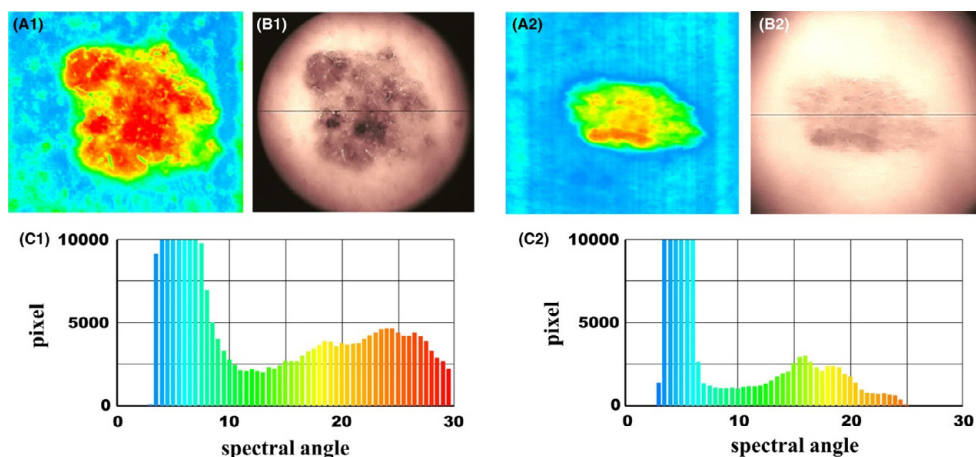 (A1)
(B1)
(A2)
(B2)
(C1)
10000
5000
0
pixel
0 10 20 30
spectral angle
(C2)
10000
5000
0
pixel
0 10 20 30
spectral angle